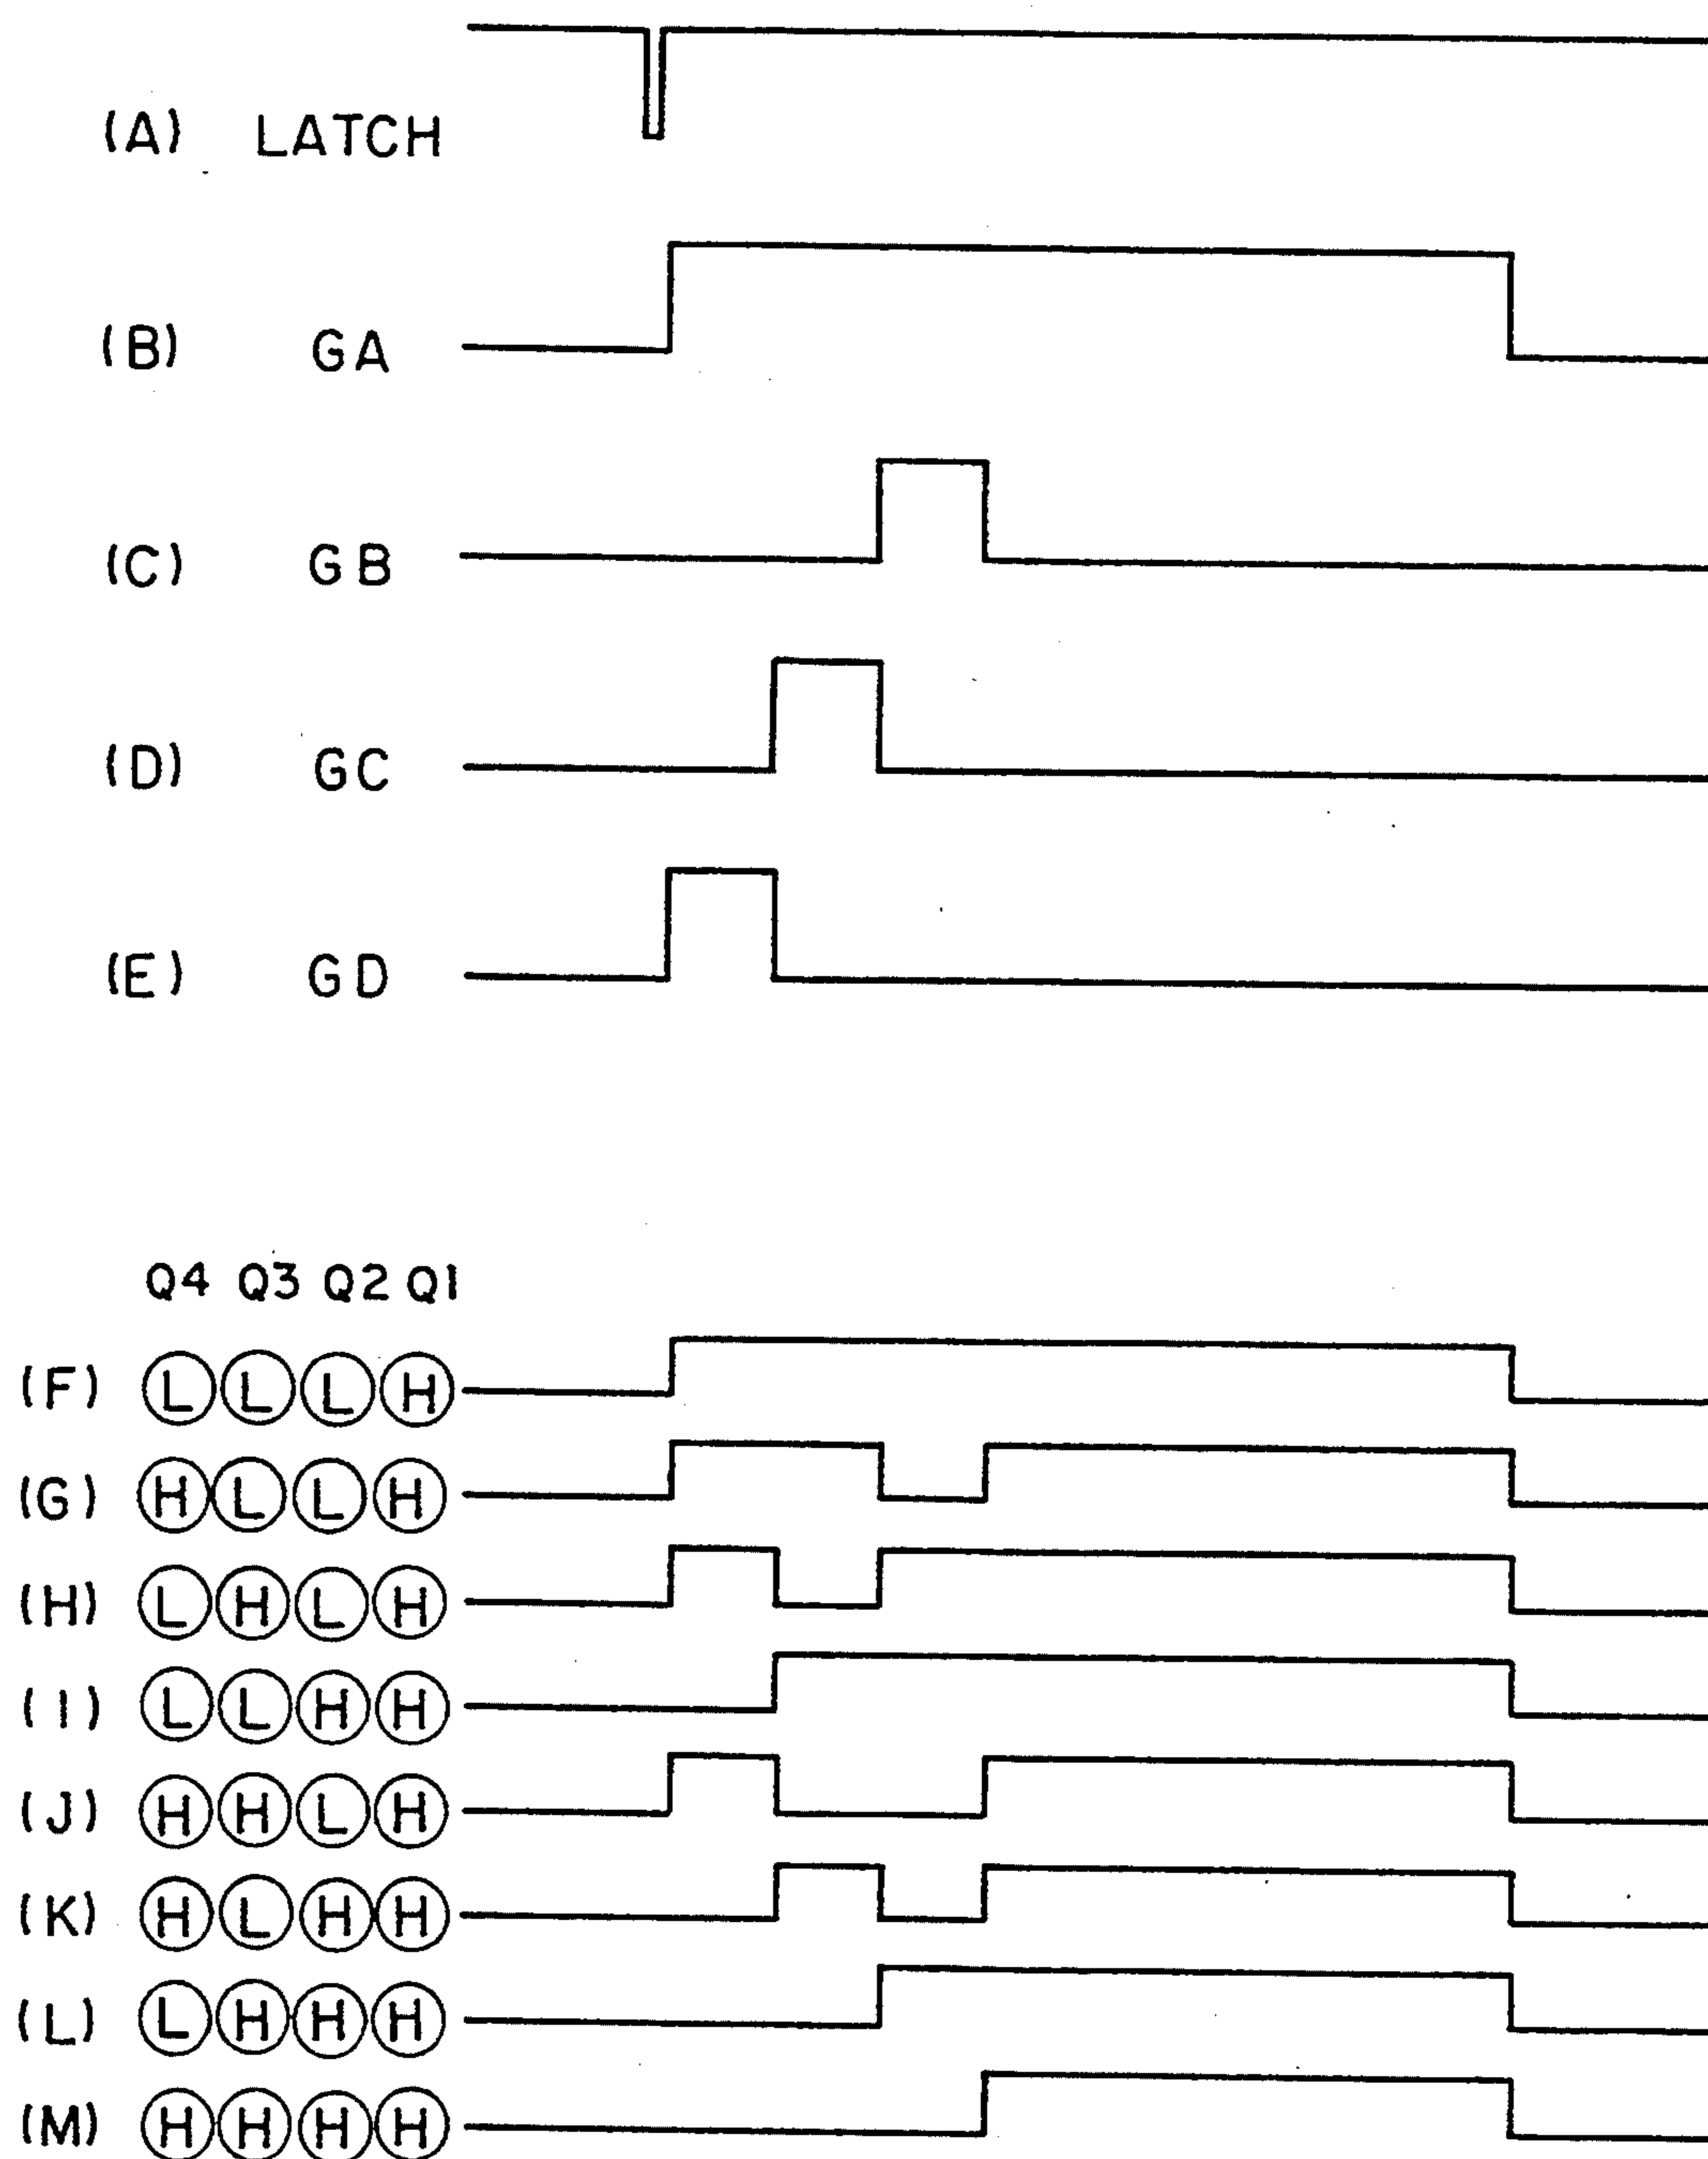 (A) LATCH
(B) GA
(C) GB
(D) GC
(E) GD
Q4 Q3 Q2 Q1
(F) L L L H
(G) H L L H
(H) L H L H
(I) L L H H
(J) H H L H
(K) H L H H
(L) L H H H
(M) H H H H